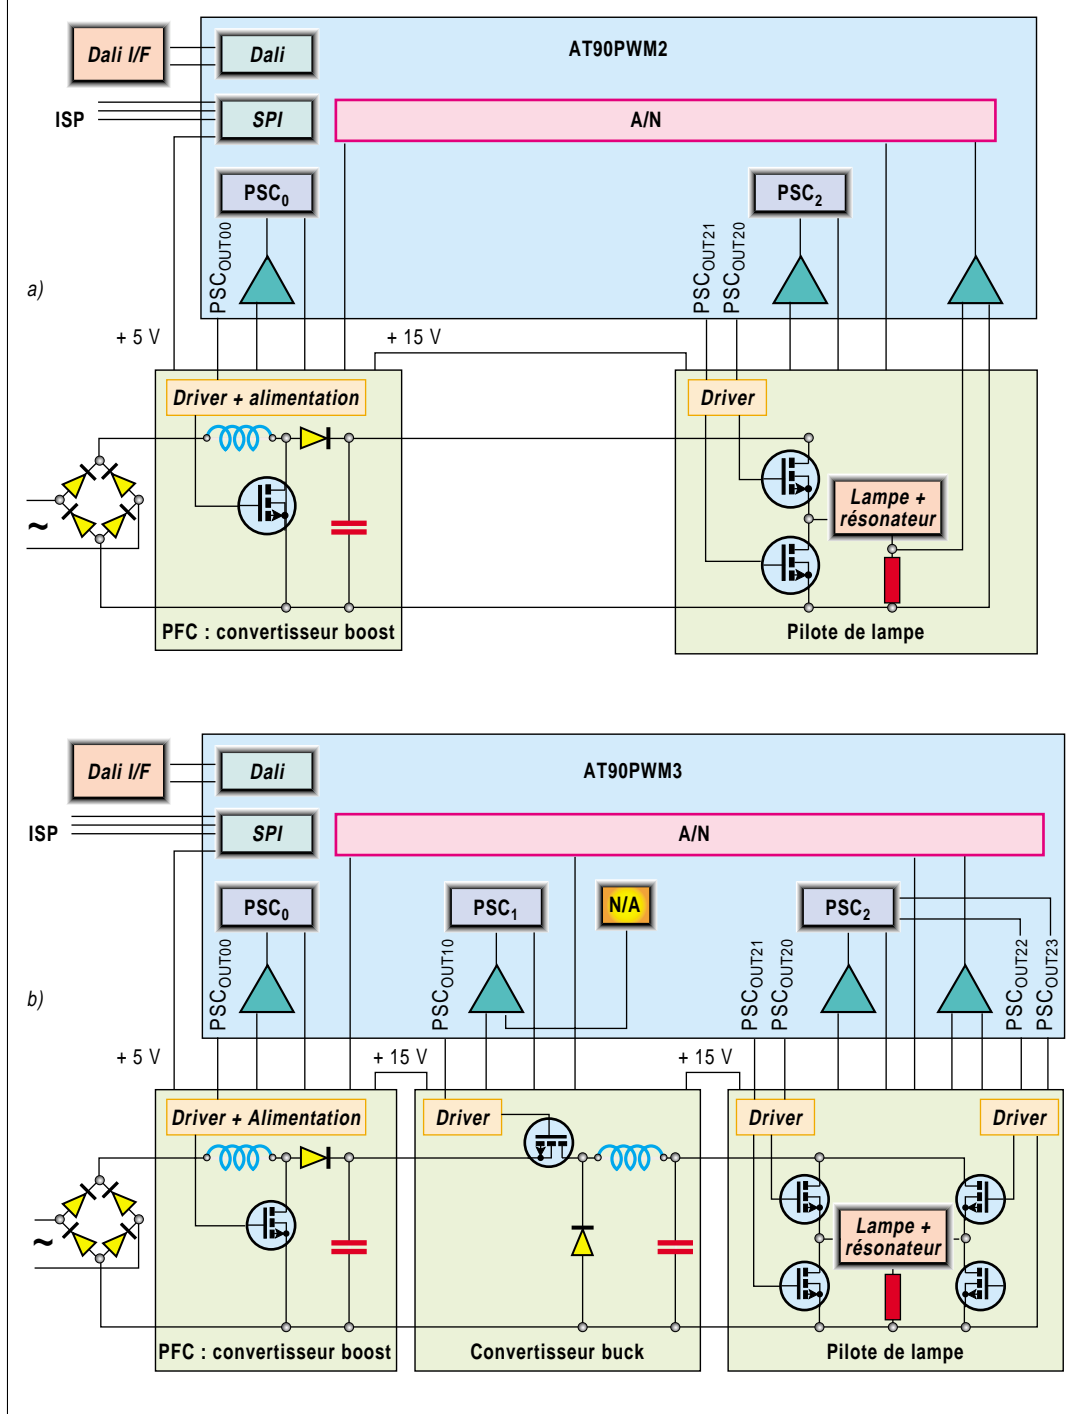 AT90PWM2
Dali I/F
Dali
ISP
SPI
A/N
PSC0
PSC2
PSCOUT00
PSCOUT21
PSCOUT20
a)
+ 5 V
+ 15 V
Driver + alimentation
Driver
Lampe +
résonateur
~
PFC : convertisseur boost
Pilote de lampe
AT90PWM3
Dali I/F
Dali
ISP
SPI
A/N
PSC0
PSC1
N/A
PSC2
PSCOUT00
PSCOUT10
PSCOUT21
PSCOUT20
PSCOUT22
PSCOUT23
b)
+ 5 V
+ 15 V
+ 15 V
Driver + Alimentation
Driver
Driver
Driver
Lampe +
résonateur
~
PFC : convertisseur boost
Convertisseur buck
Pilote de lampe